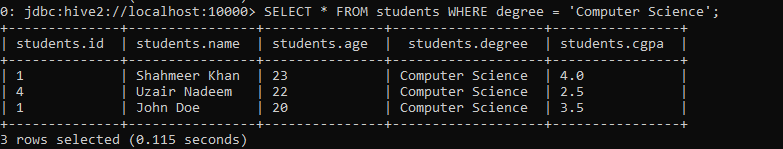 0: jdbc:hive2://localhost:10000> SELECT * FROM students WHERE degree = 'Computer Science';
+--------------+----------------+---------------+-------------------+----------------+
| students.id | students.name | students.age | students.degree | students.cgpa |
+--------------+----------------+---------------+-------------------+----------------+
| 1 | Shahmeer Khan | 23 | Computer Science | 4.0 |
| 4 | Uzair Nadeem | 22 | Computer Science | 2.5 |
| 1 | John Doe | 20 | Computer Science | 3.5 |
+--------------+----------------+---------------+-------------------+----------------+
3 rows selected (0.115 seconds)